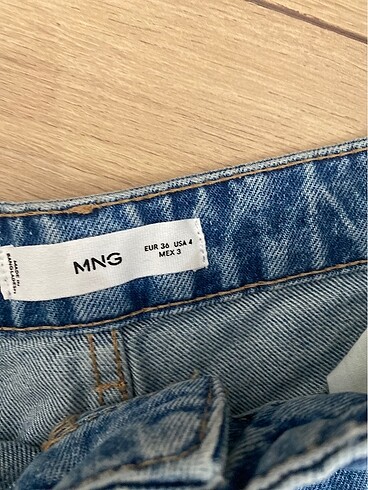 MADE IN
BANGLADESH
MNG
EUR 36 USA 4
MEX 3